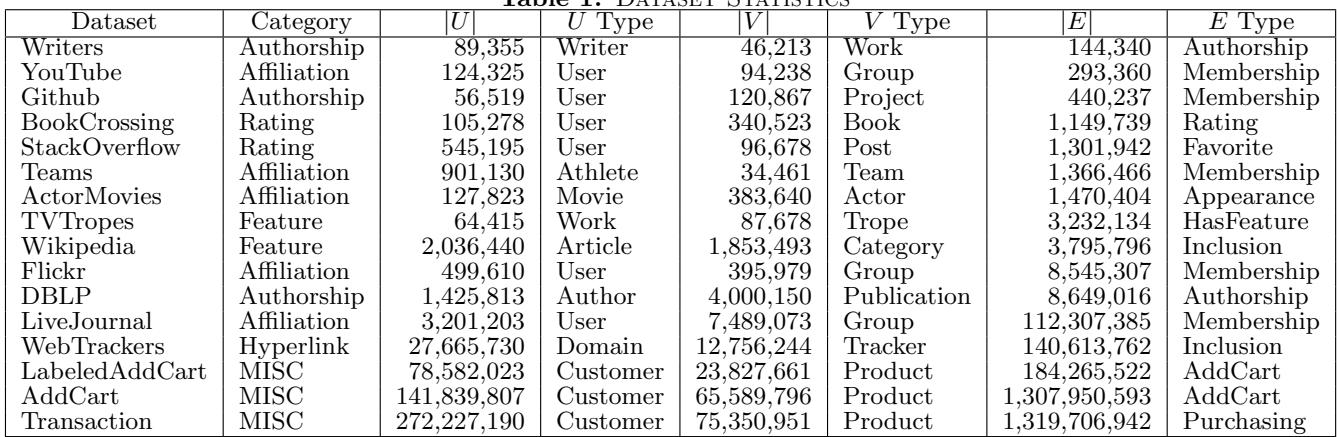 Table 1: DATASET STATISTICS
Dataset Category |U| U Type |V| V Type |E| E Type
Writers Authorship 89,355 Writer 46,213 Work 144,340 Authorship
YouTube Affiliation 124,325 User 94,238 Group 293,360 Membership
Github Authorship 56,519 User 120,867 Project 440,237 Membership
BookCrossing Rating 105,278 User 340,523 Book 1,149,739 Rating
StackOverflow Rating 545,195 User 96,678 Post 1,301,942 Favorite
Teams Affiliation 901,130 Athlete 34,461 Team 1,366,466 Membership
ActorMovies Affiliation 127,823 Movie 383,640 Actor 1,470,404 Appearance
TVTropes Feature 64,415 Work 87,678 Trope 3,232,134 HasFeature
Wikipedia Feature 2,036,440 Article 1,853,493 Category 3,795,796 Inclusion
Flickr Affiliation 499,610 User 395,979 Group 8,545,307 Membership
DBLP Authorship 1,425,813 Author 4,000,150 Publication 8,649,016 Authorship
LiveJournal Affiliation 3,201,203 User 7,489,073 Group 112,307,385 Membership
WebTrackers Hyperlink 27,665,730 Domain 12,756,244 Tracker 140,613,762 Inclusion
LabeledAddCart MISC 78,582,023 Customer 23,827,661 Product 184,265,522 AddCart
AddCart MISC 141,839,807 Customer 65,589,796 Product 1,307,950,593 AddCart
Transaction MISC 272,227,190 Customer 75,350,951 Product 1,319,706,942 Purchasing